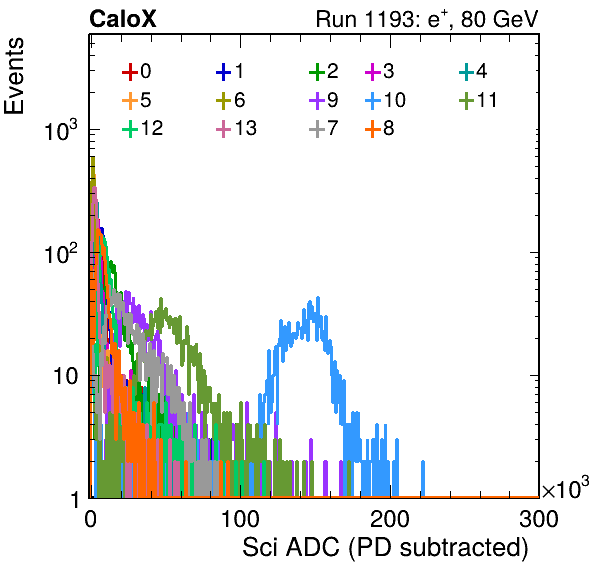 CaloX Run 1193: e⁺, 80 GeV
Events
0 1 2 3 4
5 6 9 10 11
12 13 7 8
10³
10²
10
1
0 100 200 300
×10³
Sci ADC (PD subtracted)